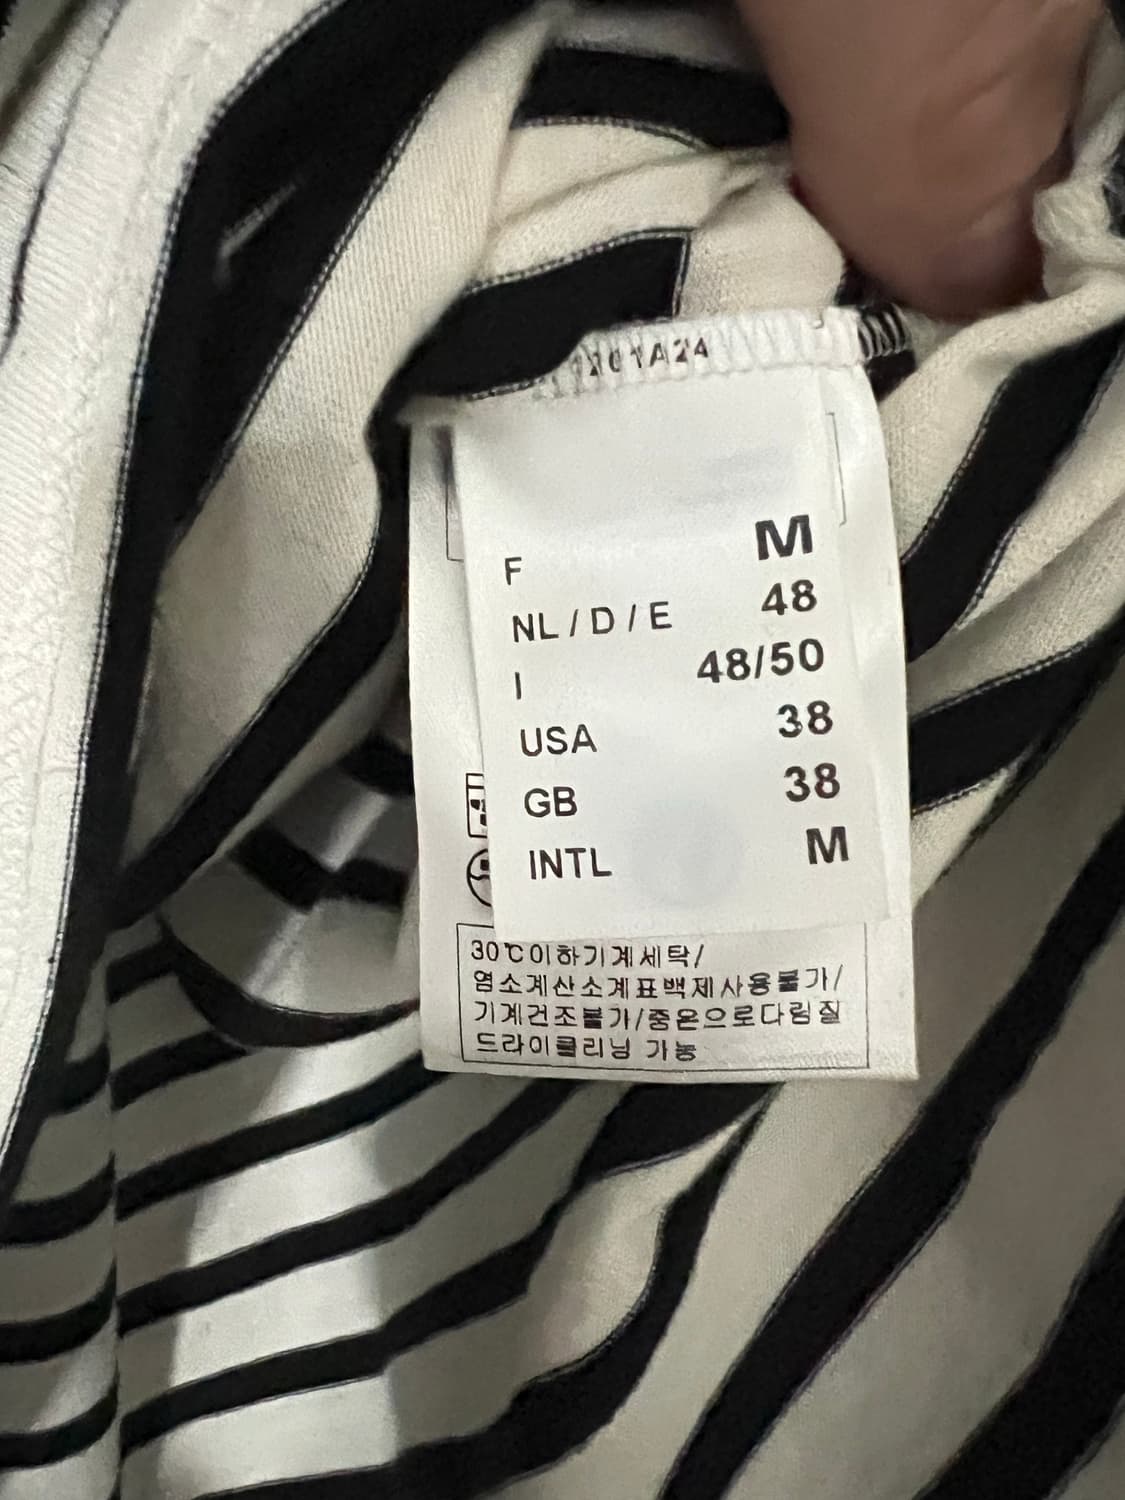 1A24
F M
NL / D / E 48
I 48/50
USA 38
GB 38
INTL M
30℃이하기계세탁/
염소계산소계표백제사용불가/
기계건조불가/중온으로다림질
드라이클리닝 가능